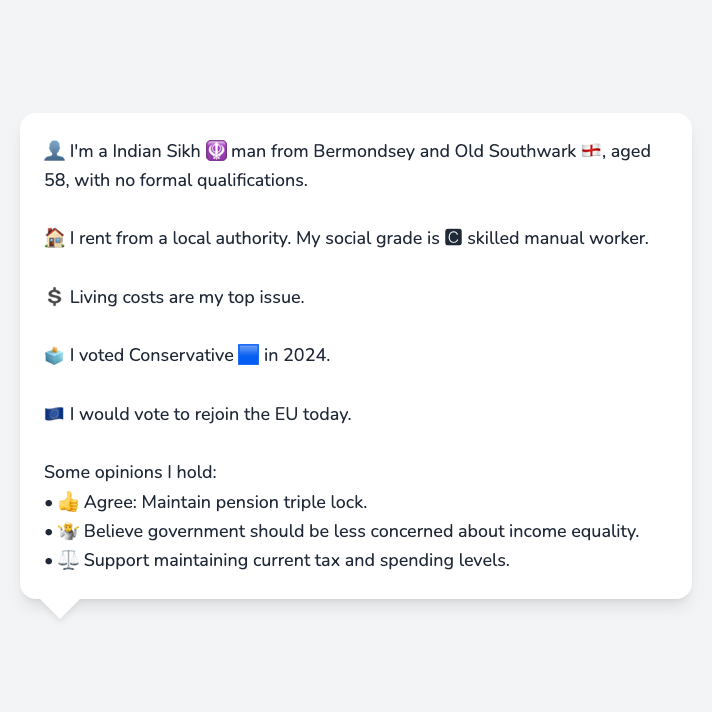 👤 I'm a Indian Sikh 🪯 man from Bermondsey and Old Southwark 🏴󠁧󠁢󠁥󠁮󠁧󠁿, aged
58, with no formal qualifications.
🏠 I rent from a local authority. My social grade is 🅲 skilled manual worker.
💲 Living costs are my top issue.
🗳️ I voted Conservative 🟦 in 2024.
🇪🇺 I would vote to rejoin the EU today.
Some opinions I hold:
• 👍 Agree: Maintain pension triple lock.
• 🤷 Believe government should be less concerned about income equality.
• ⚖️ Support maintaining current tax and spending levels.